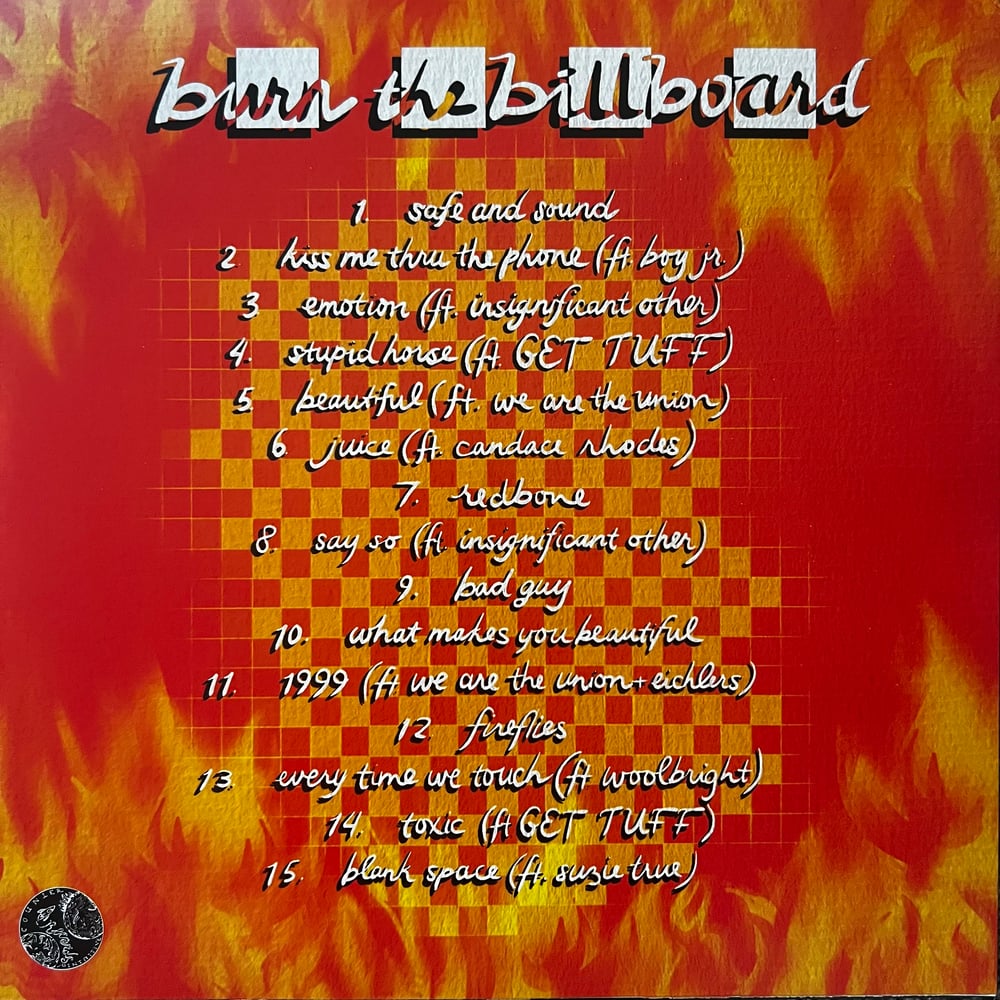 burn the billboard
1. safe and sound
2 kiss me thru the phone (ft. boy jr.)
3 emotion (ft. insignificant other)
4. stupid horse (ft. GET TUFF)
5 beautiful (ft. we are the union)
6 juice (ft. candace rhodes)
7. redbone
8. say so (ft. insignificant other)
9. bad guy
10. what makes you beautiful
11. 1999 (ft we are the union + eichlers)
12 fireflies
13. every time we touch (ft woolbright)
14. toxic (ft GET TUFF)
15. blank space (ft. suzie true)
COUNTER